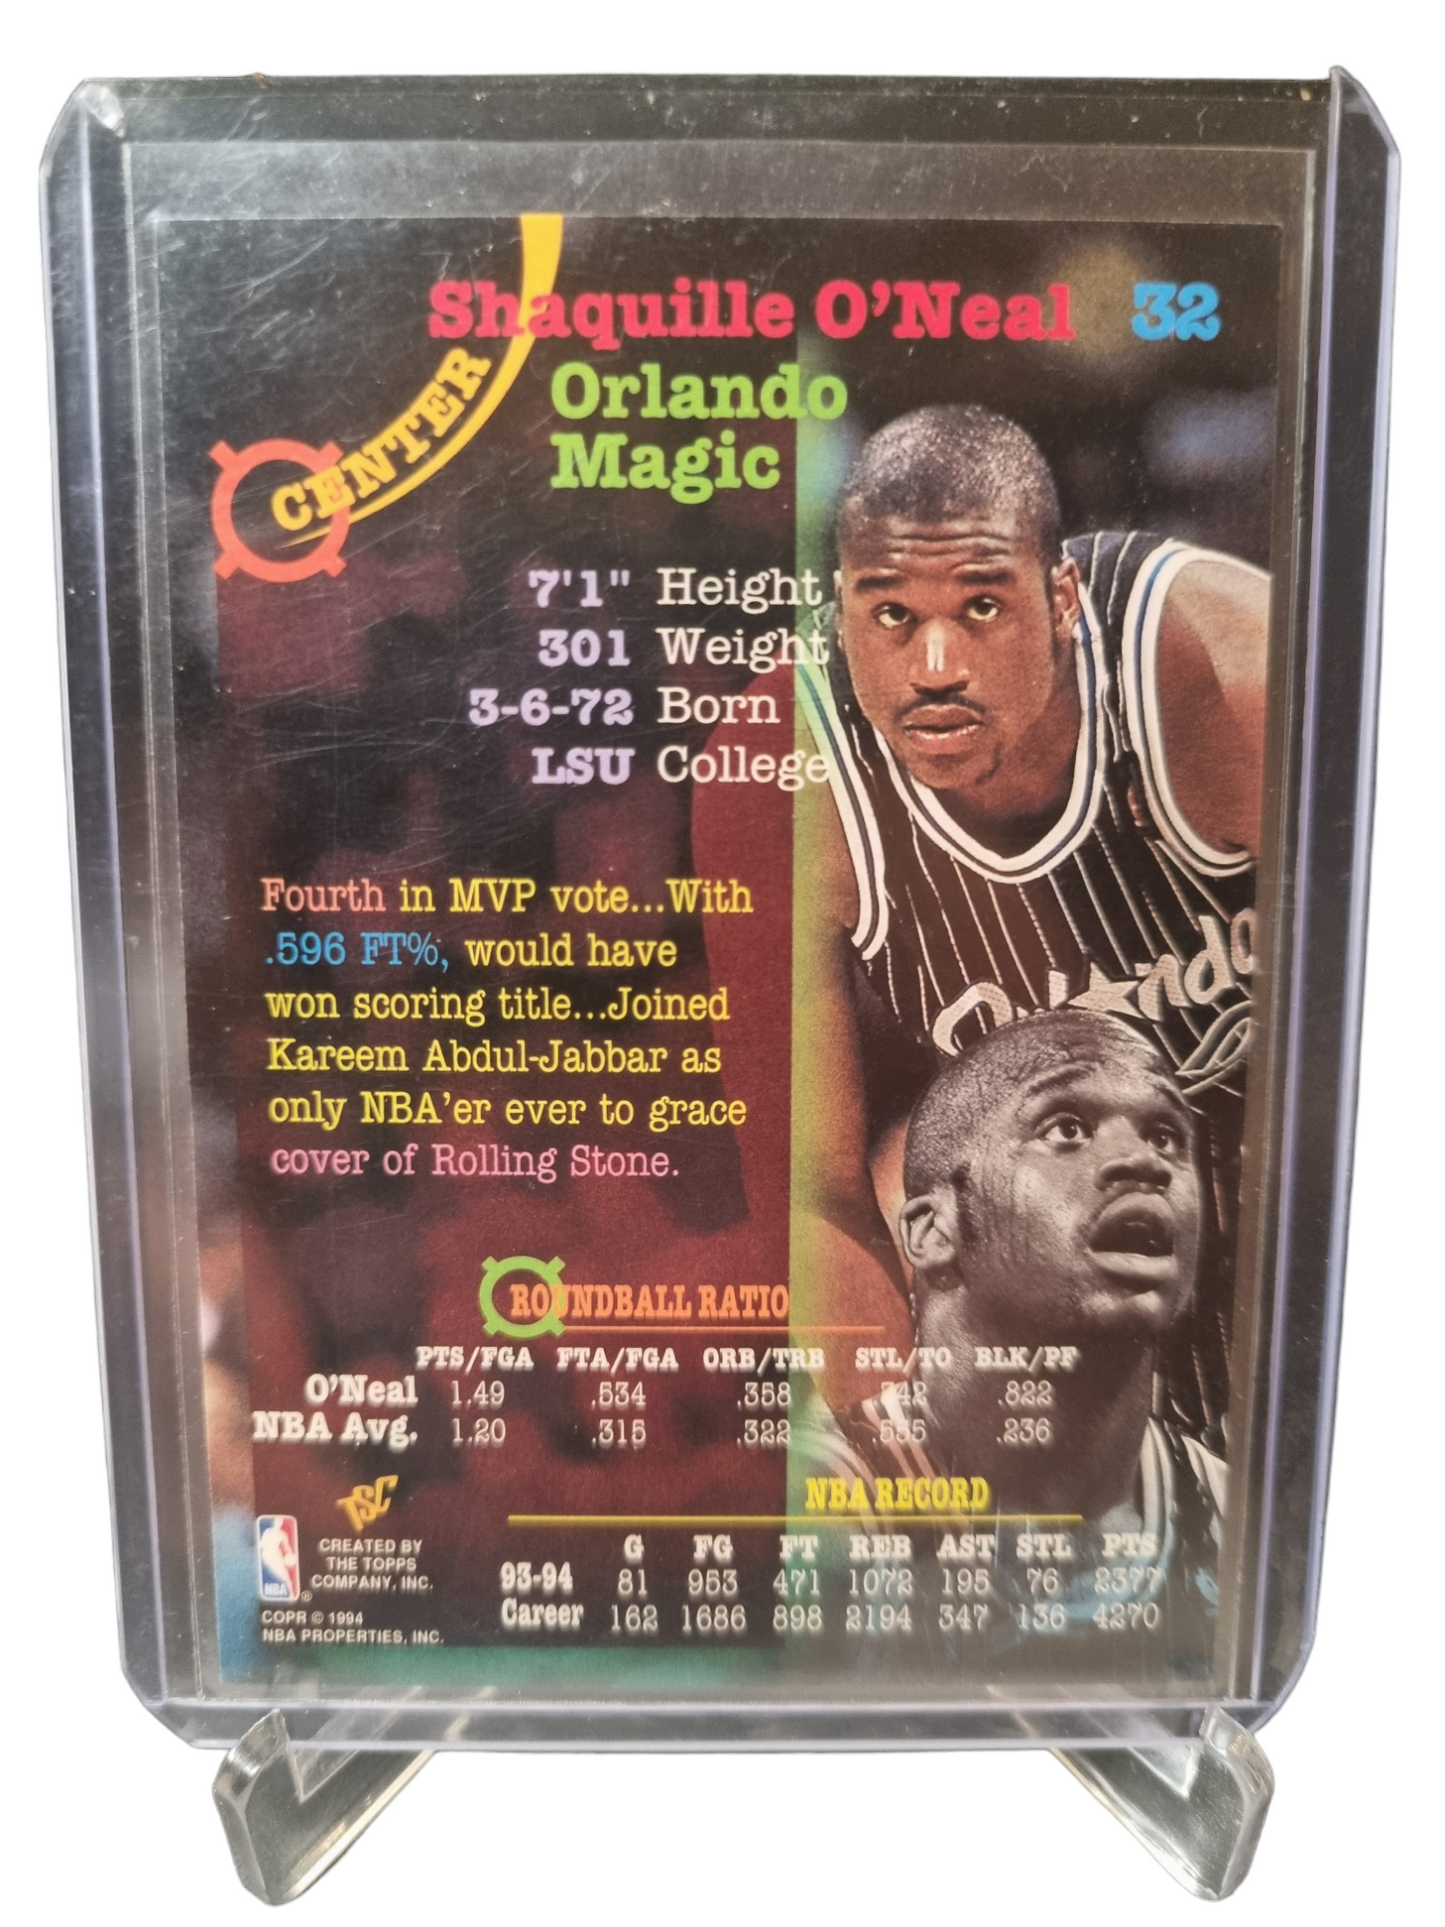 Shaquille O'Neal 32
CENTER
Orlando
Magic
7'1" Height
301 Weight
3-6-72 Born
LSU College
Orlando
Fourth in MVP vote...With
.596 FT%, would have
won scoring title...Joined
Kareem Abdul-Jabbar as
only NBA'er ever to grace
cover of Rolling Stone.
ROUNDBALL RATIO
PTS/FGA FTA/FGA ORB/TRB STL/TO BLK/PF
O'Neal 1.49 .534 .358 .342 .822
NBA Avg. 1.20 .315 .322 .555 .236
NBA RECORD
G FG FT REB AST STL PTS
93-94 81 953 471 1072 195 76 2377
Career 162 1686 898 2194 347 136 4270
TSC
NBA
CREATED BY
THE TOPPS
COMPANY, INC.
COPR © 1994
NBA PROPERTIES, INC.